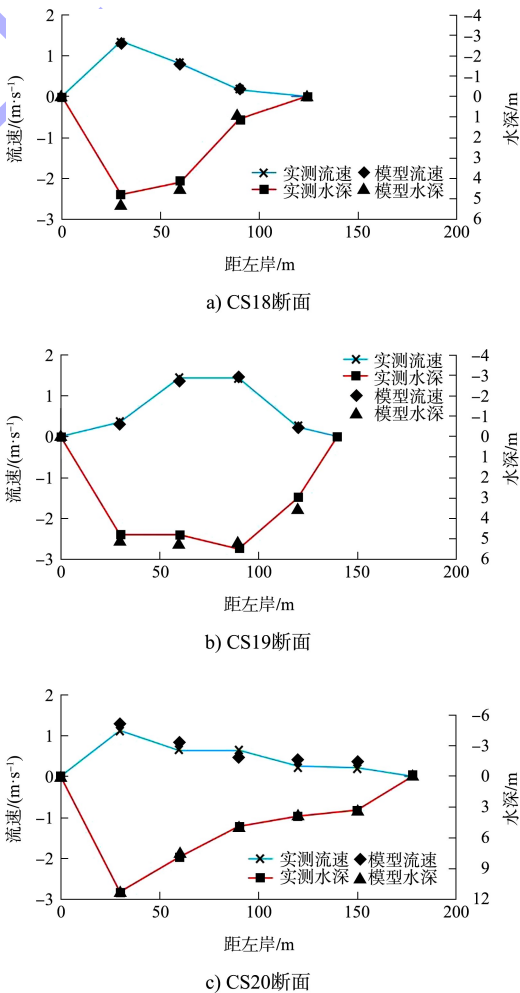 2
1
0
−1
−2
−3
流速/(m·s⁻¹)
−4
−3
−2
−1
0
1
2
3
4
5
6
水深/m
实测流速 模型流速
实测水深 模型水深
0 50 100 150 200
距左岸/m
a) CS18断面
2
1
0
−1
−2
−3
流速/(m·s⁻¹)
−4
−3
−2
−1
0
1
2
3
4
5
6
水深/m
实测流速
实测水深
模型流速
模型水深
0 50 100 150 200
距左岸/m
b) CS19断面
2
1
0
−1
−2
−3
流速/(m·s⁻¹)
−6
−3
0
3
6
9
12
水深/m
实测流速 模型流速
实测水深 模型水深
0 50 100 150 200
距左岸/m
c) CS20断面